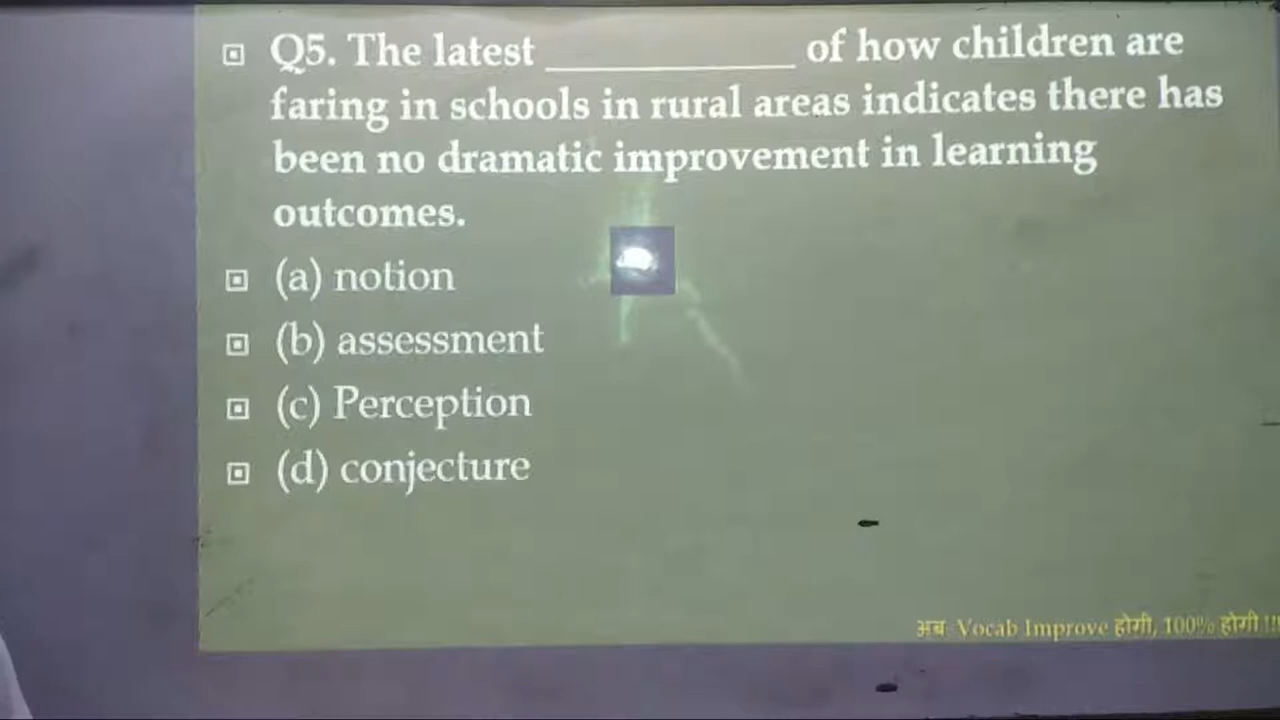 Q5. The latest ____________ of how children are
faring in schools in rural areas indicates there has
been no dramatic improvement in learning
outcomes.
(a) notion
(b) assessment
(c) Perception
(d) conjecture
अब Vocab Improve होगी, 100% होगी !!!